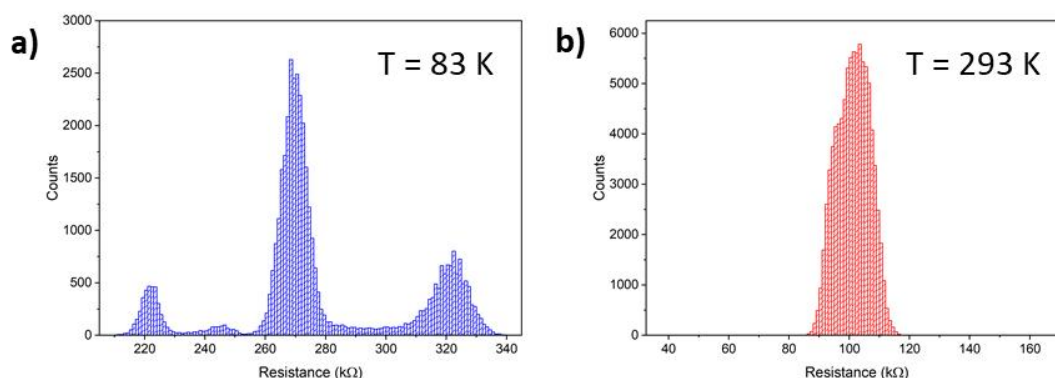 a)
T = 83 K
3000
2500
2000
1500
1000
500
0
Counts
220 240 260 280 300 320 340
Resistance (kΩ)
b)
T = 293 K
6000
5000
4000
3000
2000
1000
0
Counts
40 60 80 100 120 140 160
Resistance (kΩ)